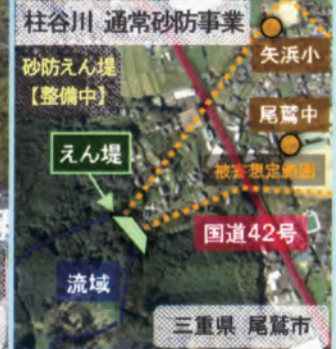 柱谷川 通常砂防事業
矢浜小
砂防えん堤
【整備中】
尾鷲中
えん堤
被害想定範囲
国道42号
流域
三重県 尾鷲市